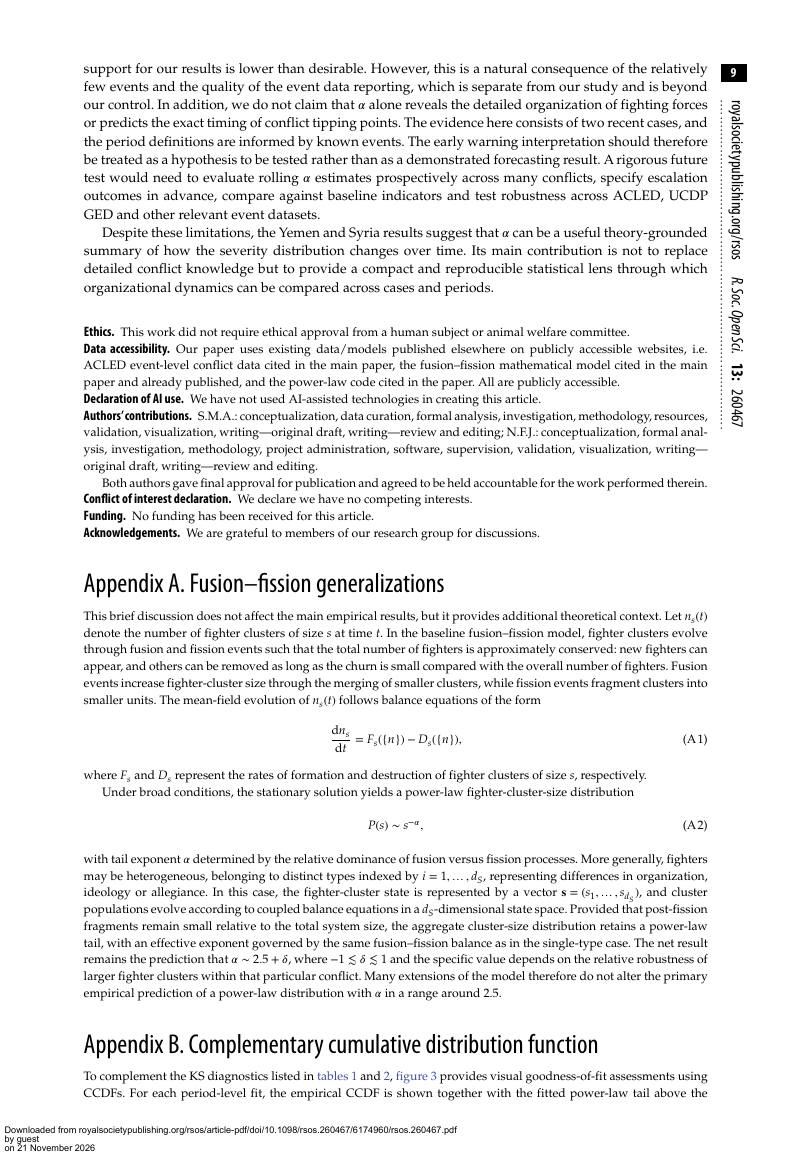 support for our results is lower than desirable. However, this is a natural consequence of the relatively
few events and the quality of the event data reporting, which is separate from our study and is beyond
our control. In addition, we do not claim that α alone reveals the detailed organization of fighting forces
or predicts the exact timing of conflict tipping points. The evidence here consists of two recent cases, and
the period definitions are informed by known events. The early warning interpretation should therefore
be treated as a hypothesis to be tested rather than as a demonstrated forecasting result. A rigorous future
test would need to evaluate rolling α estimates prospectively across many conflicts, specify escalation
outcomes in advance, compare against baseline indicators and test robustness across ACLED, UCDP
GED and other relevant event datasets.
Despite these limitations, the Yemen and Syria results suggest that α can be a useful theory-grounded
summary of how the severity distribution changes over time. Its main contribution is not to replace
detailed conflict knowledge but to provide a compact and reproducible statistical lens through which
organizational dynamics can be compared across cases and periods.
Ethics. This work did not require ethical approval from a human subject or animal welfare committee.
Data accessibility. Our paper uses existing data/models published elsewhere on publicly accessible websites, i.e.
ACLED event-level conflict data cited in the main paper, the fusion–fission mathematical model cited in the main
paper and already published, and the power-law code cited in the paper. All are publicly accessible.
Declaration of AI use. We have not used AI-assisted technologies in creating this article.
Authors' contributions. S.M.A.: conceptualization, data curation, formal analysis, investigation, methodology, resources,
validation, visualization, writing—original draft, writing—review and editing; N.F.J.: conceptualization, formal anal-
ysis, investigation, methodology, project administration, software, supervision, validation, visualization, writing—
original draft, writing—review and editing.
Both authors gave final approval for publication and agreed to be held accountable for the work performed therein.
Conflict of interest declaration. We declare we have no competing interests.
Funding. No funding has been received for this article.
Acknowledgements. We are grateful to members of our research group for discussions.
Appendix A. Fusion–fission generalizations
This brief discussion does not affect the main empirical results, but it provides additional theoretical context. Let nₛ(t)
denote the number of fighter clusters of size s at time t. In the baseline fusion–fission model, fighter clusters evolve
through fusion and fission events such that the total number of fighters is approximately conserved: new fighters can
appear, and others can be removed as long as the churn is small compared with the overall number of fighters. Fusion
events increase fighter-cluster size through the merging of smaller clusters, while fission events fragment clusters into
smaller units. The mean-field evolution of nₛ(t) follows balance equations of the form
dnₛ/dt = Fₛ({n}) − Dₛ({n}), (A1)
where Fₛ and Dₛ represent the rates of formation and destruction of fighter clusters of size s, respectively.
Under broad conditions, the stationary solution yields a power-law fighter-cluster-size distribution
P(s) ~ s^−α, (A2)
with tail exponent α determined by the relative dominance of fusion versus fission processes. More generally, fighters
may be heterogeneous, belonging to distinct types indexed by i = 1, … , d_S, representing differences in organization,
ideology or allegiance. In this case, the fighter-cluster state is represented by a vector s = (s₁, … , s_d_S), and cluster
populations evolve according to coupled balance equations in a d_S-dimensional state space. Provided that post-fission
fragments remain small relative to the total system size, the aggregate cluster-size distribution retains a power-law
tail, with an effective exponent governed by the same fusion–fission balance as in the single-type case. The net result
remains the prediction that α ~ 2.5 + δ, where −1 ≲ δ ≲ 1 and the specific value depends on the relative robustness of
larger fighter clusters within that particular conflict. Many extensions of the model therefore do not alter the primary
empirical prediction of a power-law distribution with α in a range around 2.5.
Appendix B. Complementary cumulative distribution function
To complement the KS diagnostics listed in tables 1 and 2, figure 3 provides visual goodness-of-fit assessments using
CCDFs. For each period-level fit, the empirical CCDF is shown together with the fitted power-law tail above the
9
royalsocietypublishing.org/rsos R. Soc. Open Sci. 13: 260467
Downloaded from royalsocietypublishing.org/rsos/article-pdf/doi/10.1098/rsos.260467/6174960/rsos.260467.pdf
by guest
on 21 November 2026